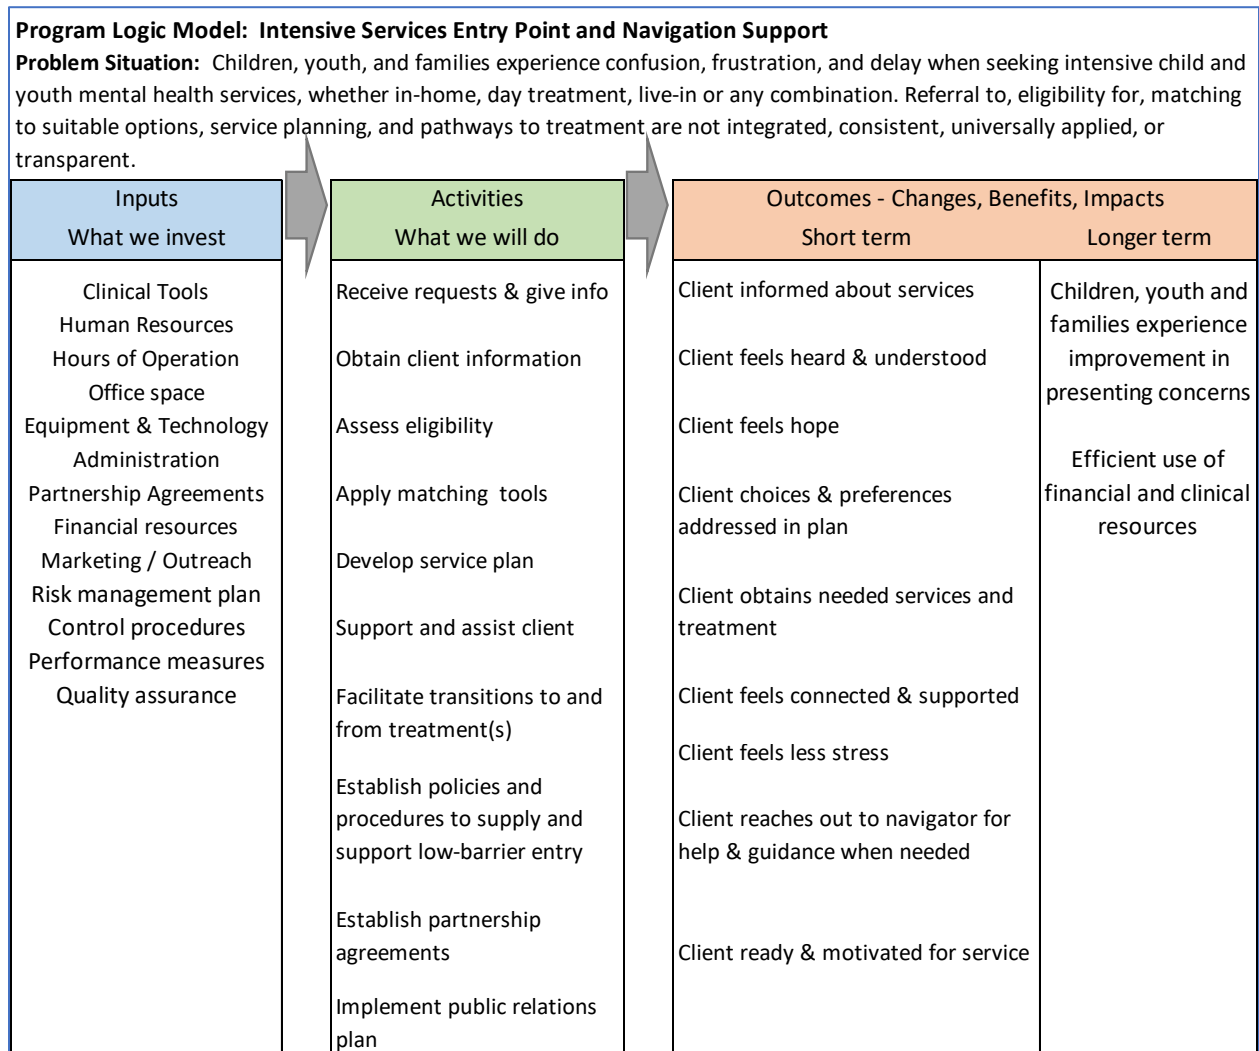 Program Logic Model:  Intensive Services Entry Point and Navigation Support
Problem Situation:  Children, youth, and families experience confusion, frustration, and delay when seeking intensive child and
youth mental health services, whether in-home, day treatment, live-in or any combination. Referral to, eligibility for, matching
to suitable options, service planning, and pathways to treatment are not integrated, consistent, universally applied, or
transparent.
Inputs
What we invest
Clinical Tools
Human Resources
Hours of Operation
Office space
Equipment & Technology
Administration
Partnership Agreements
Financial resources
Marketing / Outreach
Risk management plan
Control procedures
Performance measures
Quality assurance
Activities
What we will do
Receive requests & give info
Obtain client information
Assess eligibility
Apply matching  tools
Develop service plan
Support and assist client
Facilitate transitions to and
from treatment(s)
Establish policies and
procedures to supply and
support low-barrier entry
Establish partnership
agreements
Implement public relations
plan
Outcomes - Changes, Benefits, Impacts
Short term
Longer term
Client informed about services
Client feels heard & understood
Client feels hope
Client choices & preferences
addressed in plan
Client obtains needed services and
treatment
Client feels connected & supported
Client feels less stress
Client reaches out to navigator for
help & guidance when needed
Client ready & motivated for service
Children, youth and
families experience
improvement in
presenting concerns
Efficient use of
financial and clinical
resources